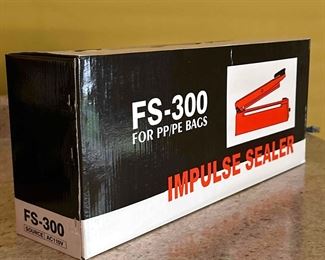 FS-300
FOR PP/PE BAGS
IMPULSE SEALER
FS-300
SOURCE AC110V